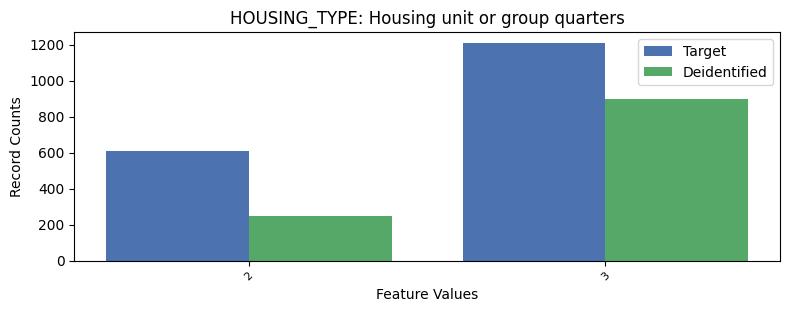 HOUSING_TYPE: Housing unit or group quarters
Target
Deidentified
1200
1000
800
600
400
200
0
Record Counts
2
3
Feature Values